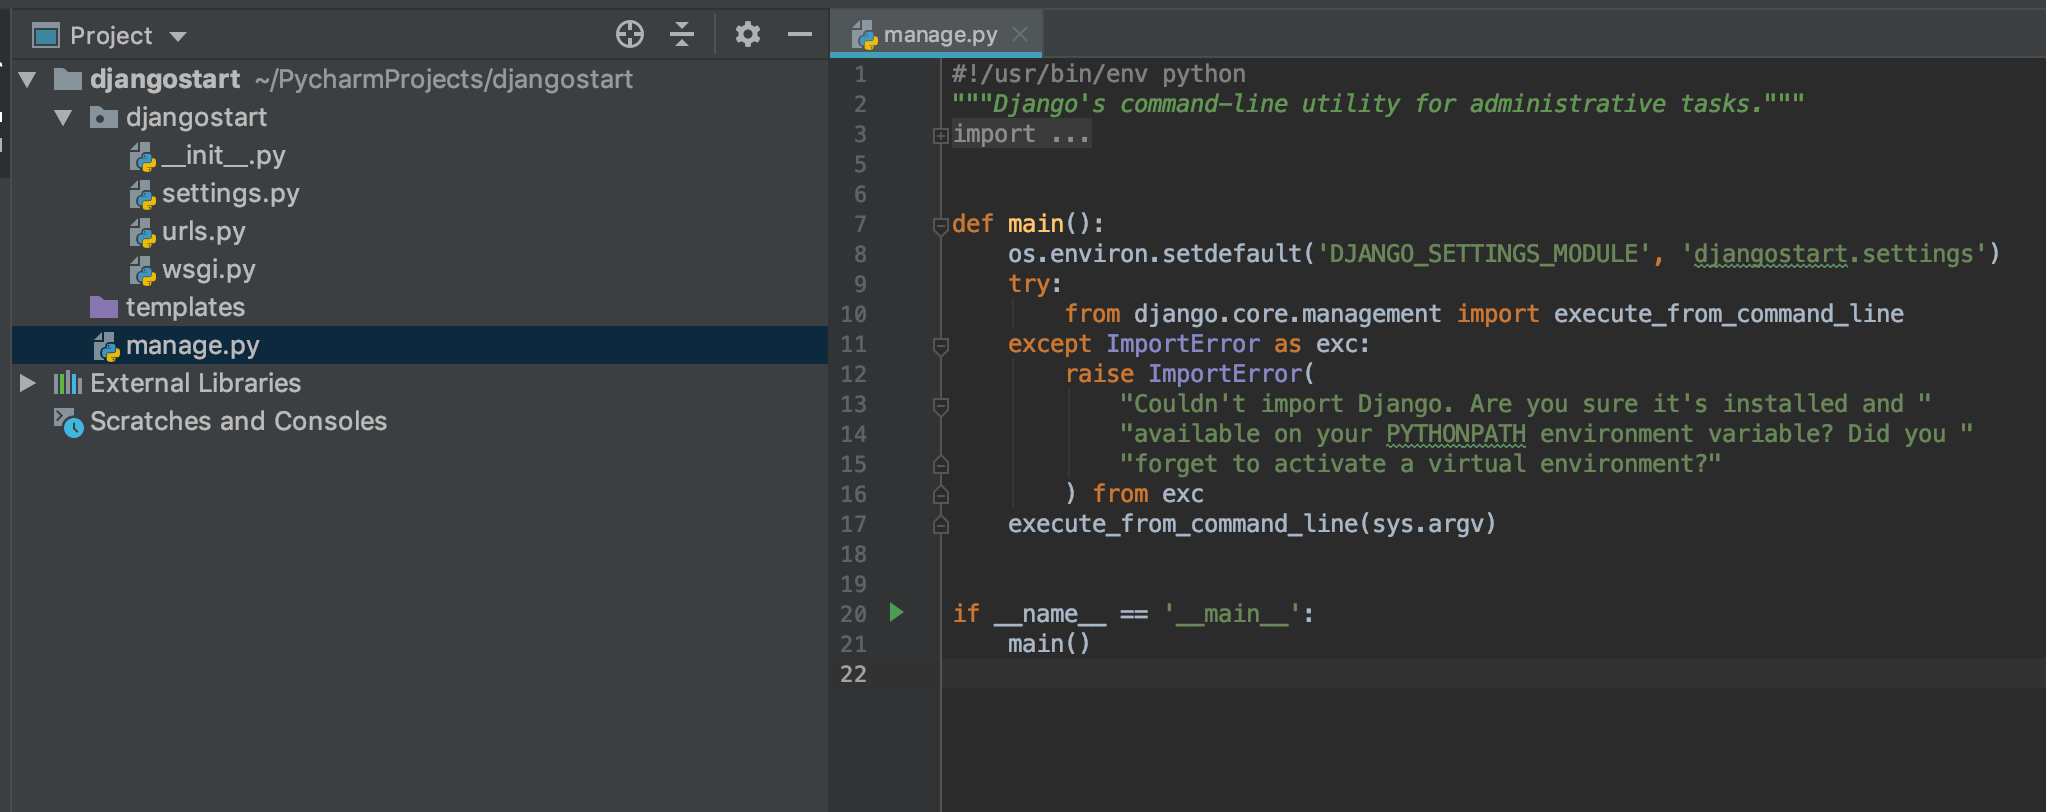 Project
djangostart ~/PycharmProjects/djangostart
djangostart
__init__.py
settings.py
urls.py
wsgi.py
templates
manage.py
External Libraries
Scratches and Consoles
manage.py
1 #!/usr/bin/env python
2 """Django's command-line utility for administrative tasks."""
3 import ...
5
6
7 def main():
8 os.environ.setdefault('DJANGO_SETTINGS_MODULE', 'djangostart.settings')
9 try:
10 from django.core.management import execute_from_command_line
11 except ImportError as exc:
12 raise ImportError(
13 "Couldn't import Django. Are you sure it's installed and "
14 "available on your PYTHONPATH environment variable? Did you "
15 "forget to activate a virtual environment?"
16 ) from exc
17 execute_from_command_line(sys.argv)
18
19
20 if __name__ == '__main__':
21 main()
22